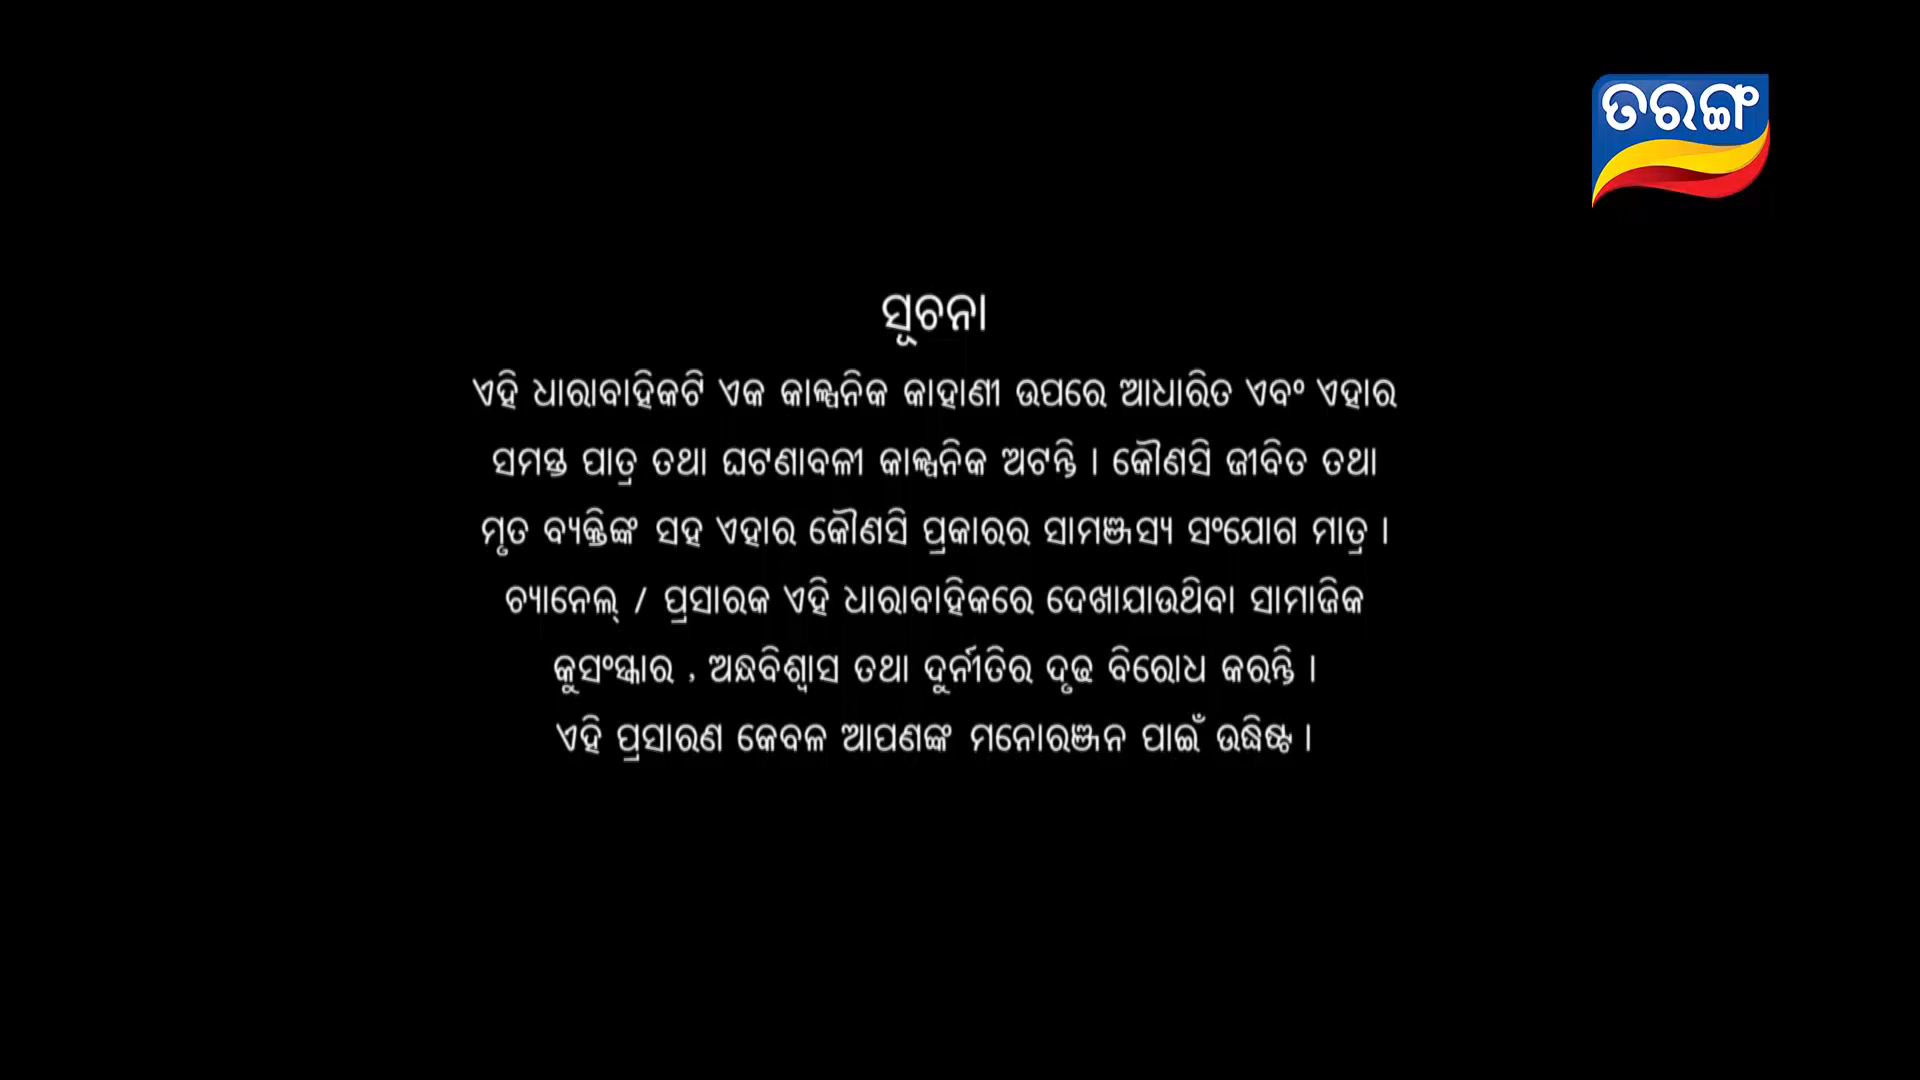 ତରଙ୍ଗ
ସୂଚନା
ଏହି ଧାରାବାହିକଟି ଏକ କାଳ୍ପନିକ କାହାଣୀ ଉପରେ ଆଧାରିତ ଏବଂ ଏହାର
ସମସ୍ତ ପାତ୍ର ତଥା ଘଟଣାବଳୀ କାଳ୍ପନିକ ଅଟନ୍ତି । କୌଣସି ଜୀବିତ ତଥା
ମୃତ ବ୍ୟକ୍ତିଙ୍କ ସହ ଏହାର କୌଣସି ପ୍ରକାରର ସାମଞ୍ଜସ୍ୟ ସଂଯୋଗ ମାତ୍ର ।
ଚ୍ୟାନେଲ୍ / ପ୍ରସାରକ ଏହି ଧାରାବାହିକରେ ଦେଖାଯାଉଥିବା ସାମାଜିକ
କୁସଂସ୍କାର , ଅନ୍ଧବିଶ୍ୱାସ ତଥା ଦୁର୍ନୀତିର ଦୃଢ ବିରୋଧ କରନ୍ତି ।
ଏହି ପ୍ରସାରଣ କେବଳ ଆପଣଙ୍କ ମନୋରଞ୍ଜନ ପାଇଁ ଉଦ୍ଧିଷ୍ଟ ।